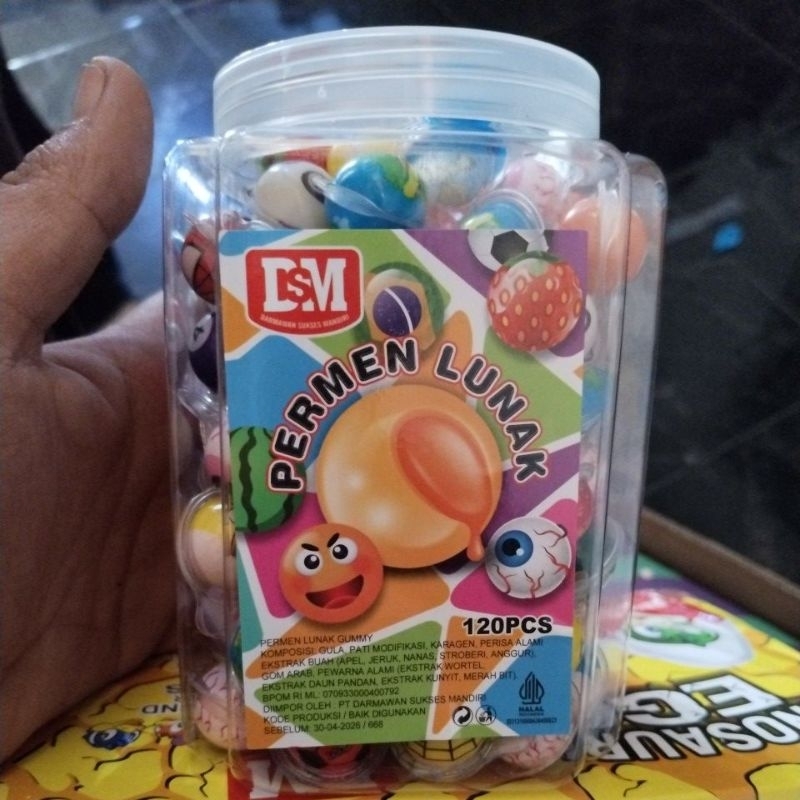 DSM
DARMAWAN SUKSES MANDIRI
PERMEN LUNAK
120PCS
PERMEN LUNAK GUMMY
KOMPOSISI: GULA, PATI MODIFIKASI, KARAGEN, PERISA ALAMI
EKSTRAK BUAH (APEL, JERUK, NANAS, STROBERI, ANGGUR),
GOM ARAB, PEWARNA ALAMI (EKSTRAK WORTEL,
EKSTRAK DAUN PANDAN, EKSTRAK KUNYIT, MERAH BIT).
BPOM RI ML: 070933000400792
DIIMPOR OLEH : PT DARMAWAN SUKSES MANDIRI
KODE PRODUKSI / BAIK DIGUNAKAN
SEBELUM: 30-04-2026 / 668
HALAL
INDONESIA